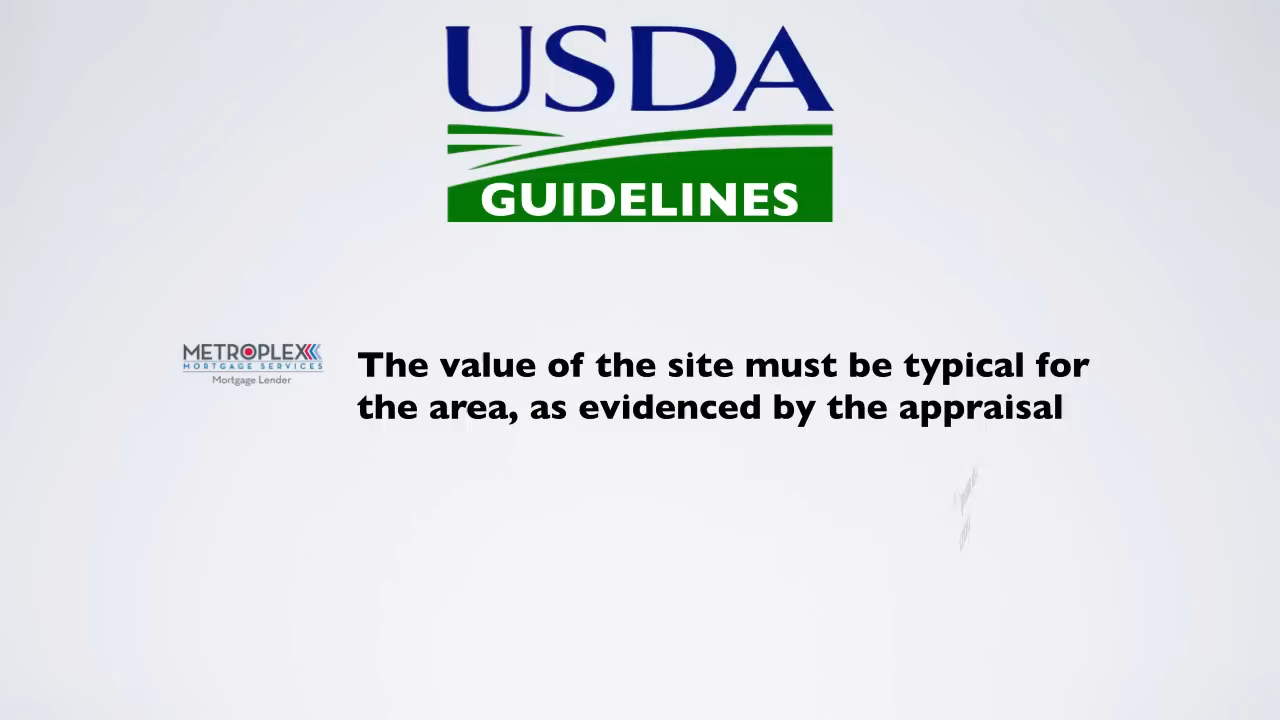 USDA
GUIDELINES
METROPLEX
MORTGAGE SERVICES
Mortgage Lender
The value of the site must be typical for
the area, as evidenced by the appraisal